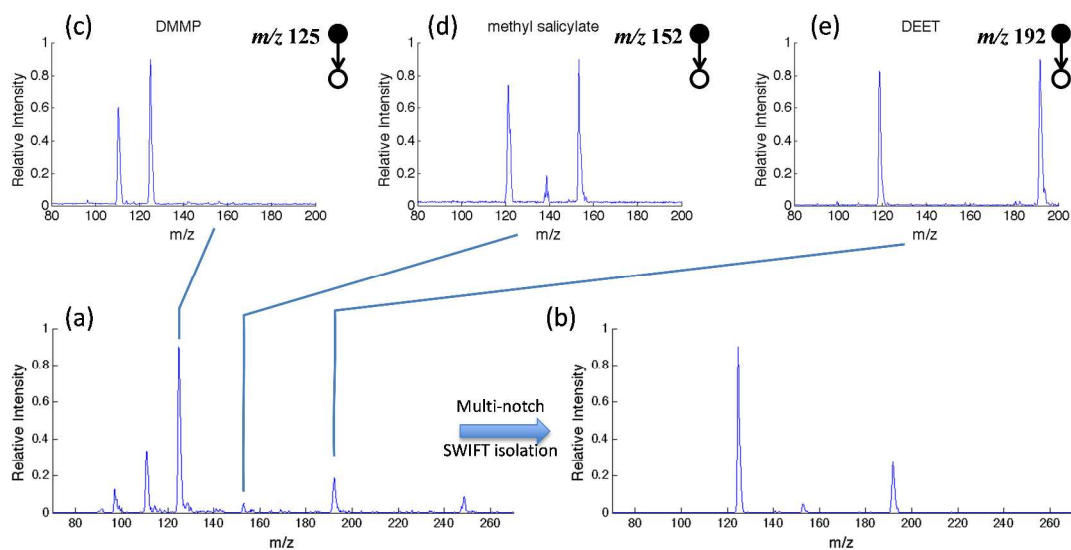 (c) DMMP m/z 125
1
0.8
0.6
0.4
0.2
0
Relative Intensity
80 100 120 140 160 180 200
m/z
(d) methyl salicylate m/z 152
1
0.8
0.6
0.4
0.2
0
Relative Intensity
80 100 120 140 160 180 200
m/z
(e) DEET m/z 192
1
0.8
0.6
0.4
0.2
0
Relative Intensity
80 100 120 140 160 180 200
m/z
(a)
1
0.8
0.6
0.4
0.2
0
Relative Intensity
80 100 120 140 160 180 200 220 240 260
m/z
Multi-notch
SWIFT isolation
(b)
1
0.8
0.6
0.4
0.2
0
Relative Intensity
80 100 120 140 160 180 200 220 240 260
m/z